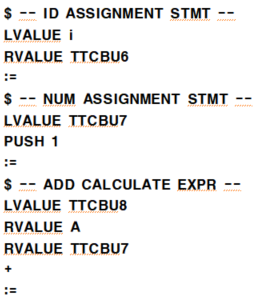 $ -- ID ASSIGNMENT STMT --
LVALUE i
RVALUE TTCBU6
:=
$ -- NUM ASSIGNMENT STMT --
LVALUE TTCBU7
PUSH 1
:=
$ -- ADD CALCULATE EXPR --
LVALUE TTCBU8
RVALUE A
RVALUE TTCBU7
+
:=